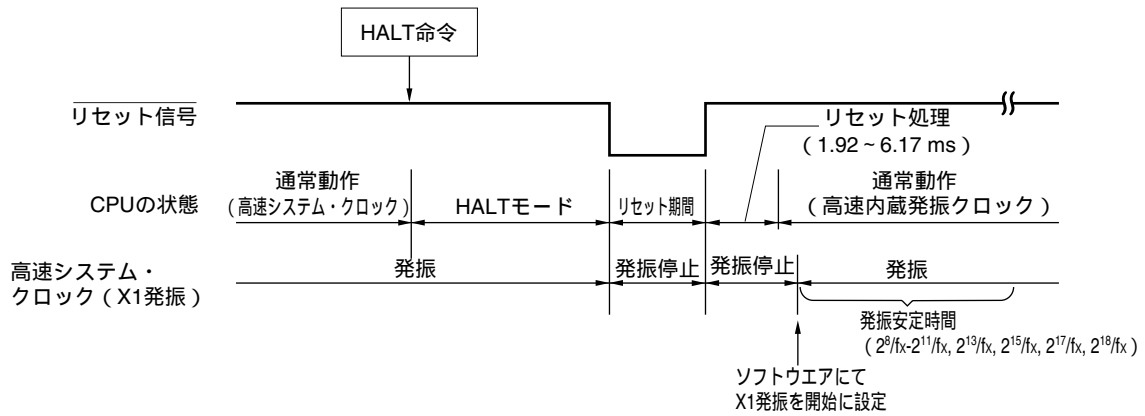 HALT命令
リセット信号
リセット処理
( 1.92 ~ 6.17 ms )
CPUの状態
通常動作
(高速システム・クロック)
HALTモード
リセット期間
通常動作
(高速内蔵発振クロック)
高速システム・
クロック(X1発振)
発振
発振停止
発振停止
発振
発振安定時間
(2⁸/fx-2¹¹/fx, 2¹³/fx, 2¹⁵/fx, 2¹⁷/fx, 2¹⁸/fx)
ソフトウエアにて
X1発振を開始に設定